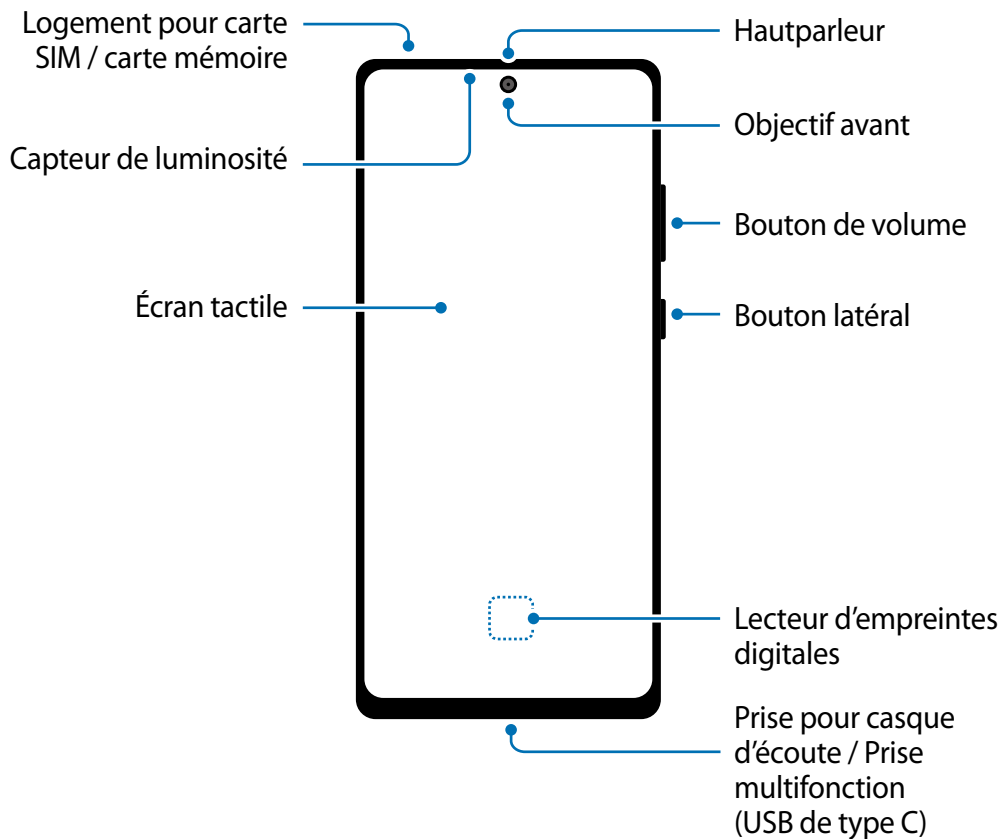 Logement pour carte
SIM / carte mémoire
Capteur de luminosité
Écran tactile
Hautparleur
Objectif avant
Bouton de volume
Bouton latéral
Lecteur d’empreintes
digitales
Prise pour casque
d’écoute / Prise
multifonction
(USB de type C)